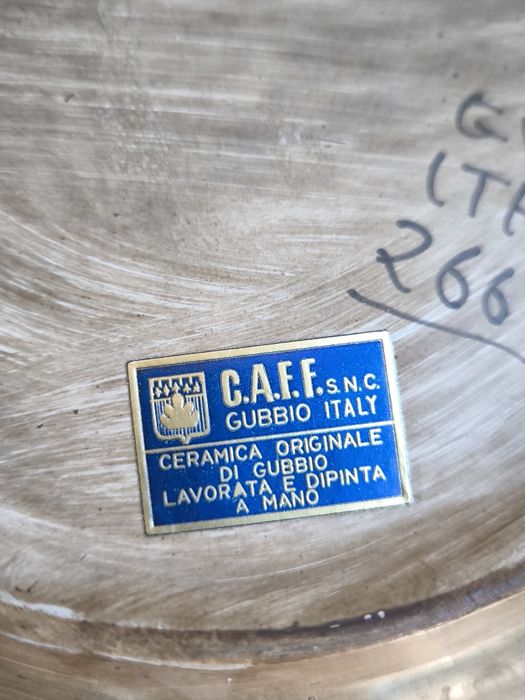 266
C.A.F.F. S.N.C.
GUBBIO ITALY
CERAMICA ORIGINALE
DI GUBBIO
LAVORATA E DIPINTA
A MANO